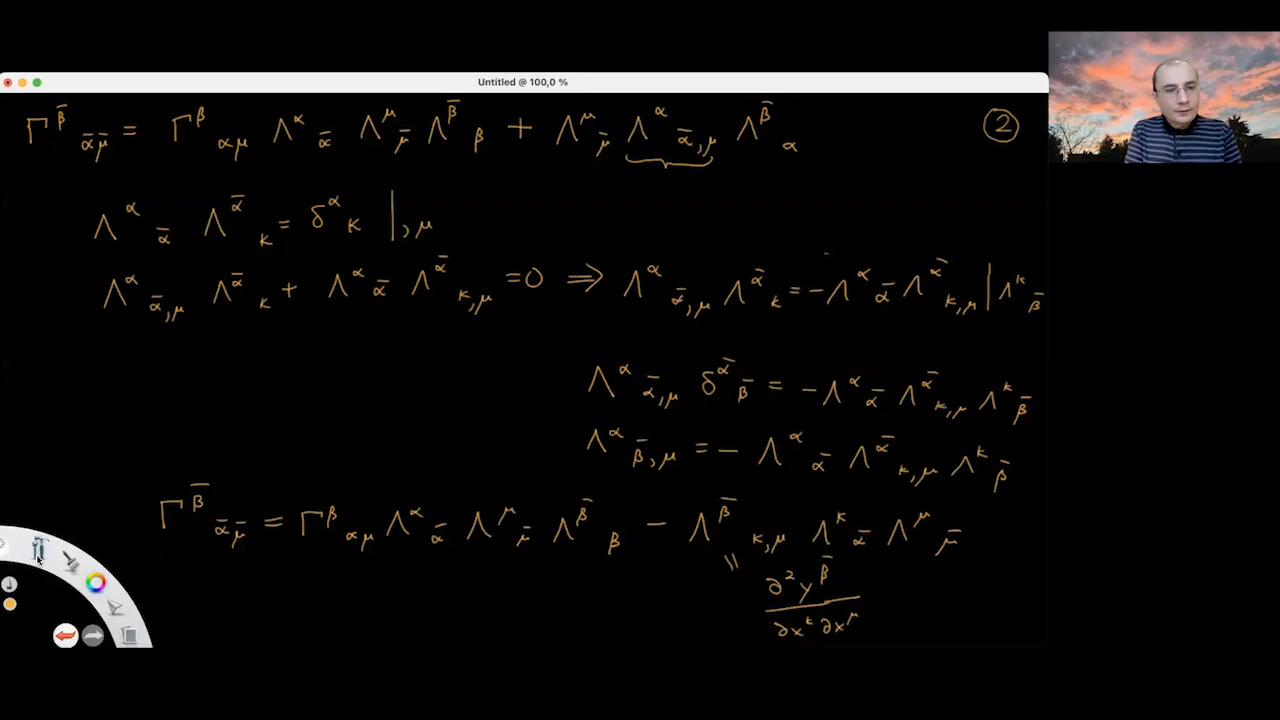 Untitled @ 100,0 %
Γ^β̄_ᾱμ̄ = Γ^β_αμ Λ^α_ᾱ Λ^μ_μ̄ Λ^β̄_β + Λ^μ_μ̄ Λ^α_ᾱ,μ Λ^β̄_α ②
Λ^α_ᾱ Λ^ᾱ_κ = δ^α_κ |,μ
Λ^α_ᾱ,μ Λ^ᾱ_κ + Λ^α_ᾱ Λ^ᾱ_κ,μ = 0 ⇒ Λ^α_ᾱ,μ Λ^ᾱ_κ = -Λ^α_ᾱ Λ^ᾱ_κ,μ | Λ^κ_β̄
Λ^α_ᾱ,μ δ^ᾱ_β̄ = -Λ^α_ᾱ Λ^ᾱ_κ,μ Λ^κ_β̄
Λ^α_β̄,μ = - Λ^α_ᾱ Λ^ᾱ_κ,μ Λ^κ_β̄
Γ^β̄_ᾱμ̄ = Γ^β_αμ Λ^α_ᾱ Λ^μ_μ̄ Λ^β̄_β - Λ^β̄_κ,μ Λ^κ_ᾱ Λ^μ_μ̄
= ∂²y^β̄ / ∂x^κ ∂x^μ